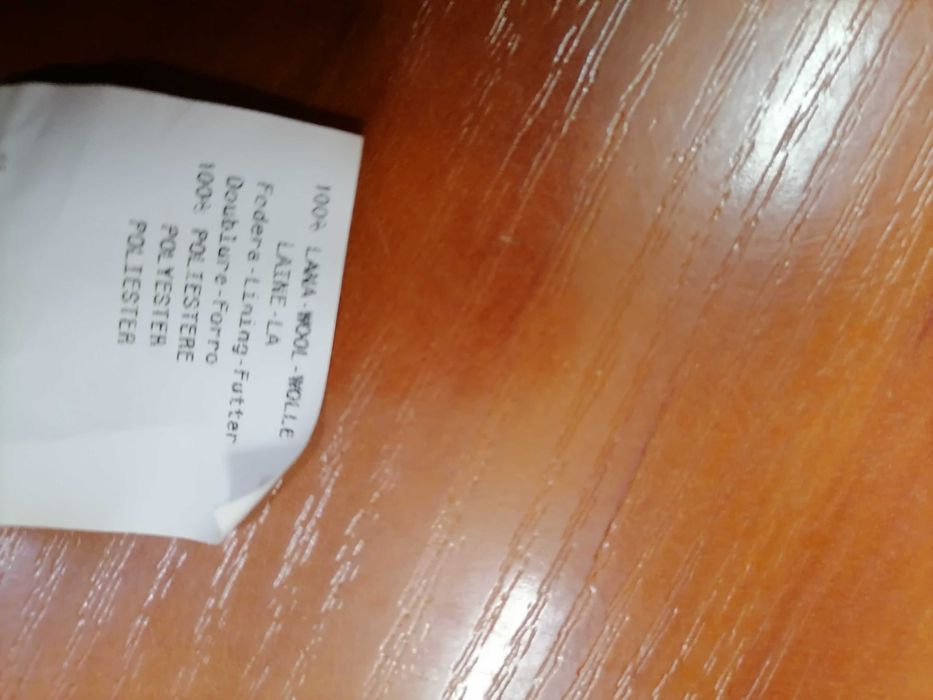 100% LANA-WOOL-WOLLE
LAINE-LA
Fodera-Lining-Futter
Doublure-Forro
100% POLIESTERE
POLYESTER
POLIESTER